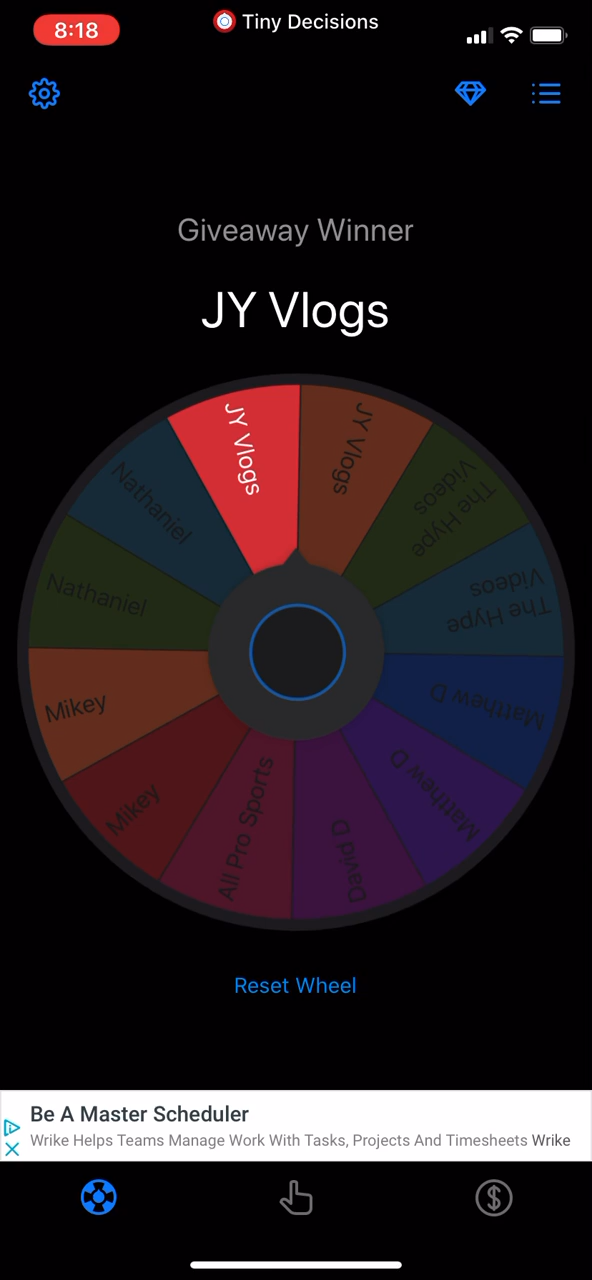 8:18
Tiny Decisions
Giveaway Winner
JY Vlogs
JY Vlogs
JY Vlogs
The Hype
Videos
The Hype
Videos
Matthew D
Matthew D
David D
All Pro Sports
Mikey
Mikey
Nathaniel
Nathaniel
Reset Wheel
Be A Master Scheduler
Wrike Helps Teams Manage Work With Tasks, Projects And Timesheets Wrike